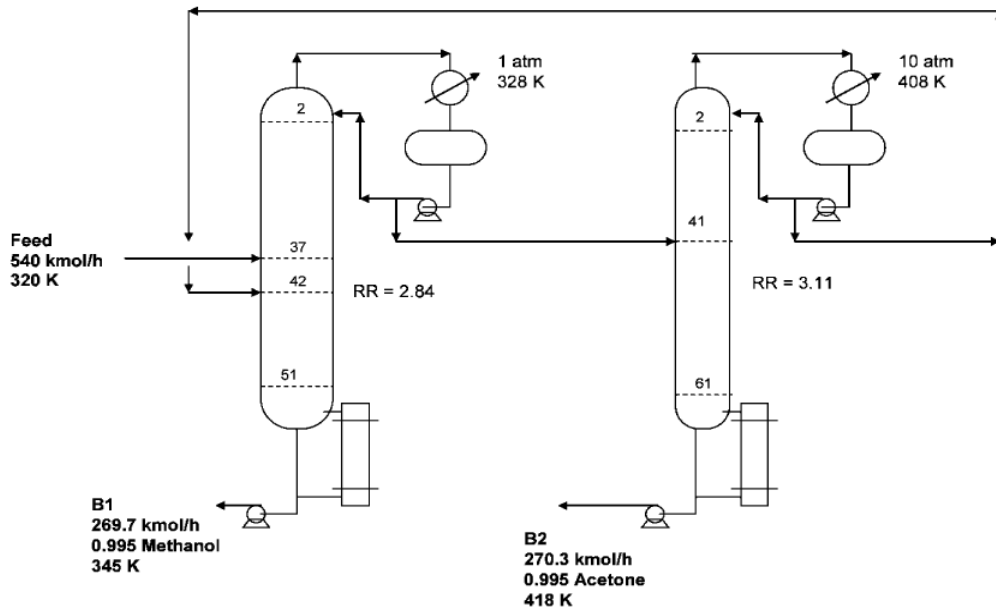 1 atm
328 K
10 atm
408 K
2
2
Feed
540 kmol/h
320 K
37
42
51
RR = 2.84
41
61
RR = 3.11
B1
269.7 kmol/h
0.995 Methanol
345 K
B2
270.3 kmol/h
0.995 Acetone
418 K